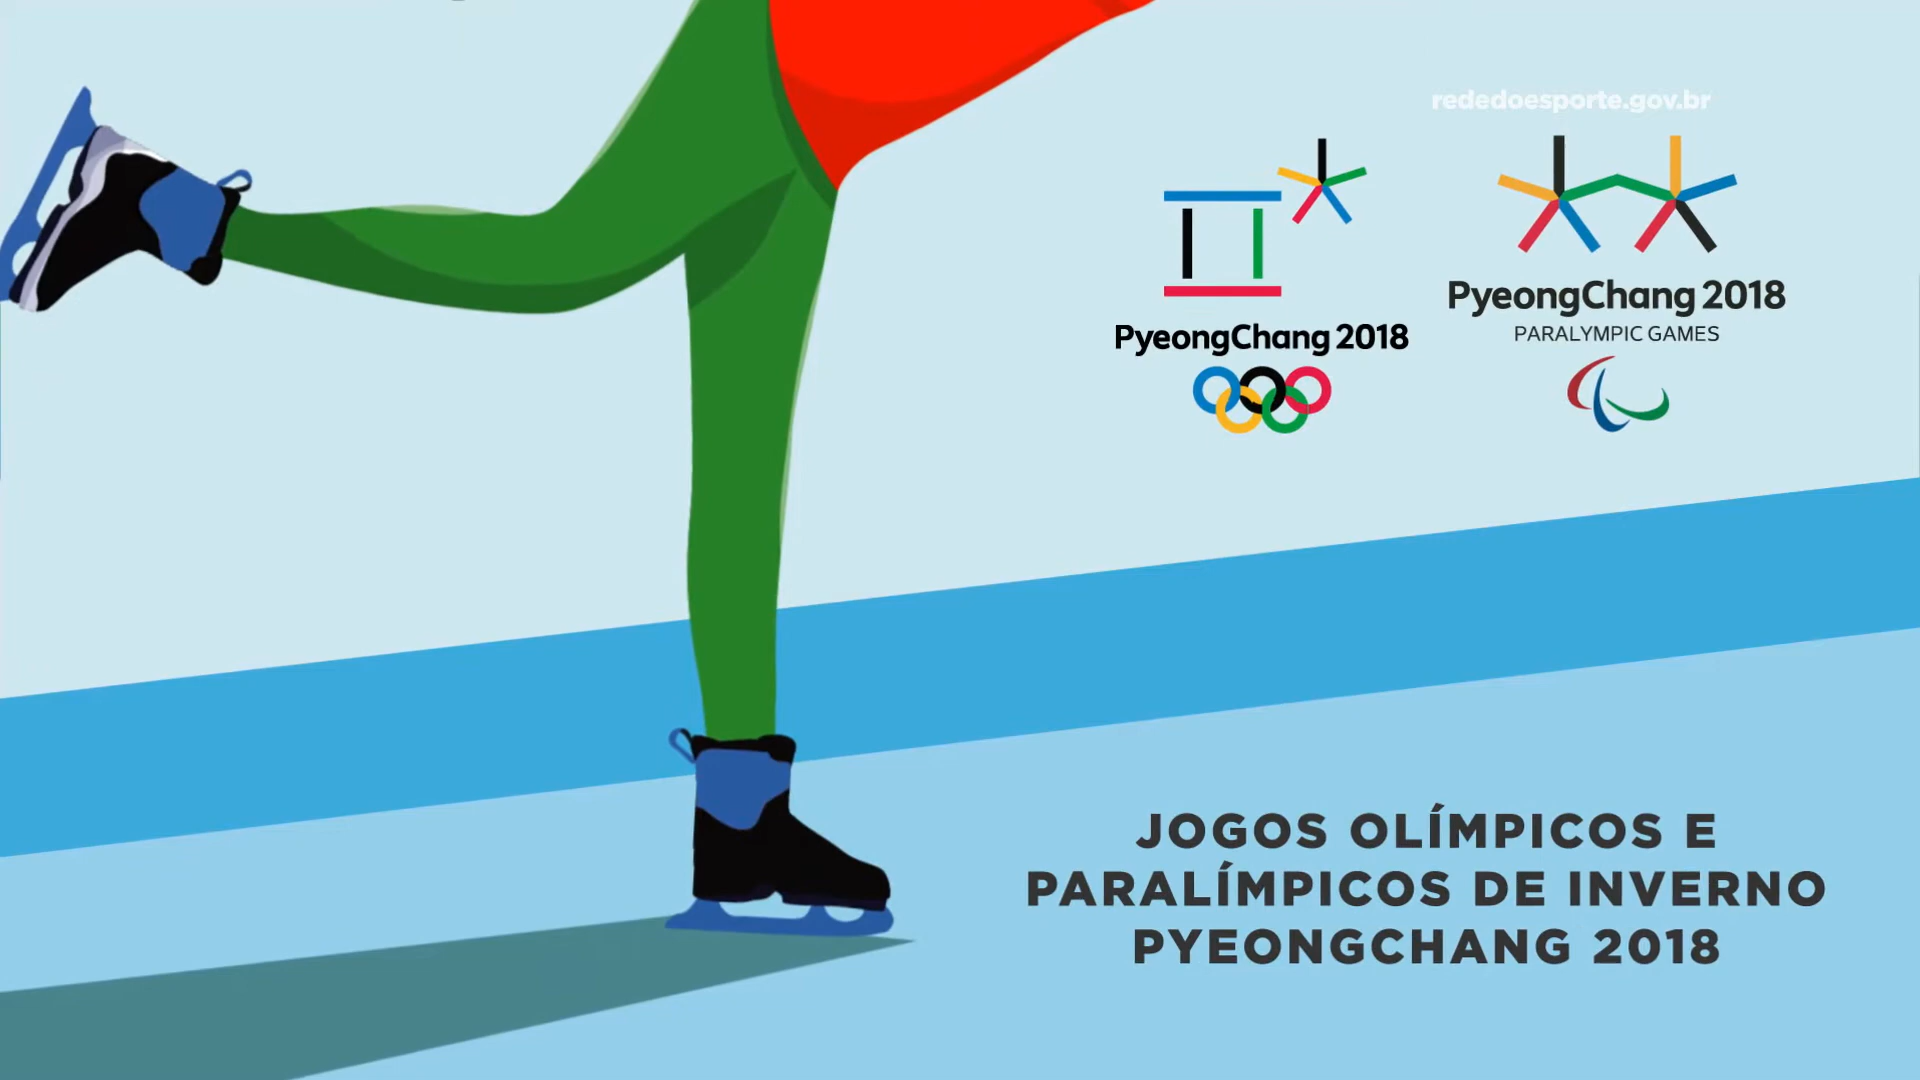 rededoesporte.gov.br
PyeongChang 2018
PyeongChang 2018
PARALYMPIC GAMES
JOGOS OLÍMPICOS E
PARALÍMPICOS DE INVERNO
PYEONGCHANG 2018